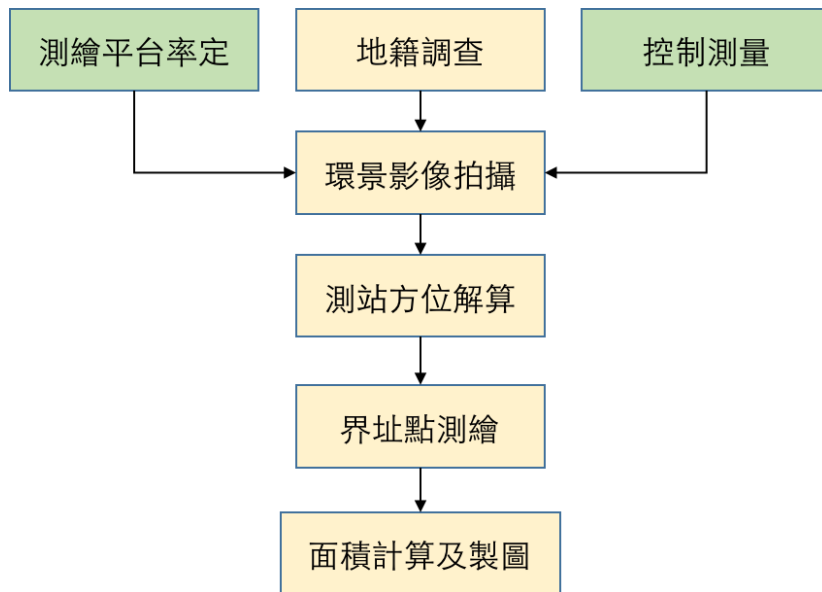 測繪平台率定
地籍調查
控制測量
環景影像拍攝
測站方位解算
界址點測繪
面積計算及製圖